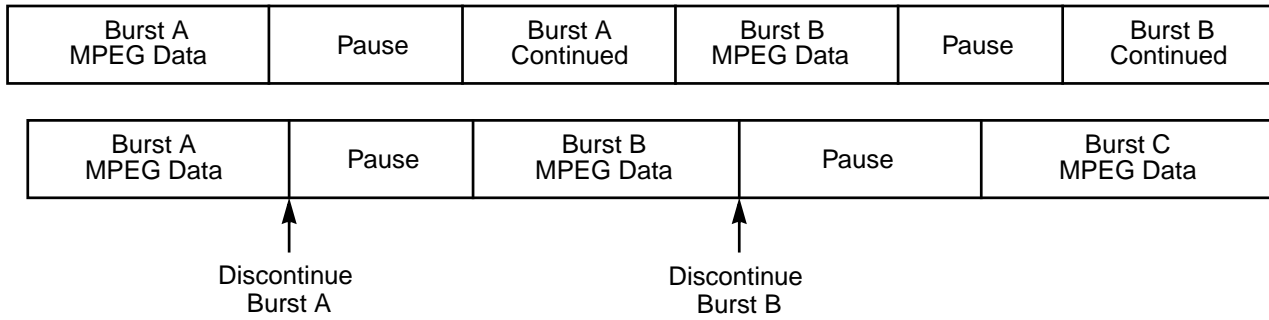 Burst A
MPEG Data
Pause
Burst A
Continued
Burst B
MPEG Data
Pause
Burst B
Continued
Burst A
MPEG Data
Pause
Burst B
MPEG Data
Pause
Burst C
MPEG Data
Discontinue
Burst A
Discontinue
Burst B